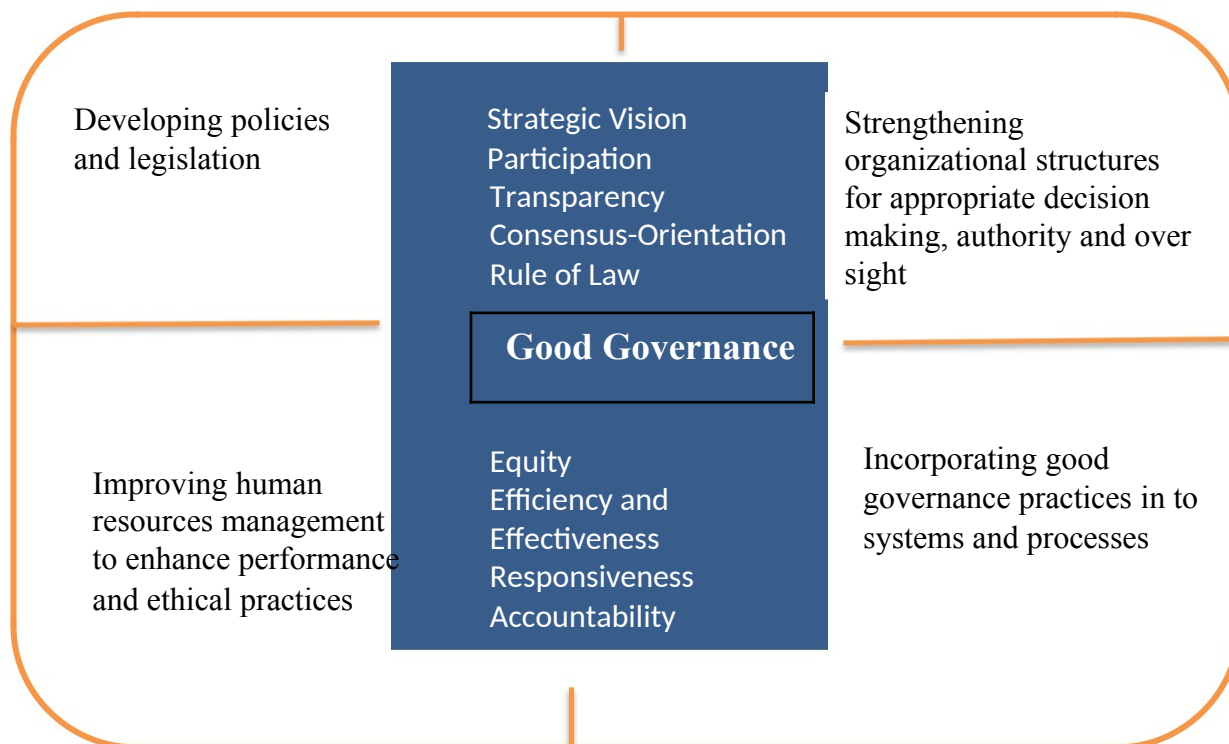 Developing policies
and legislation
Strategic Vision
Participation
Transparency
Consensus-Orientation
Rule of Law
Strengthening
organizational structures
for appropriate decision
making, authority and over
sight
Good Governance
Improving human
resources management
to enhance performance
and ethical practices
Equity
Efficiency and
Effectiveness
Responsiveness
Accountability
Incorporating good
governance practices in to
systems and processes